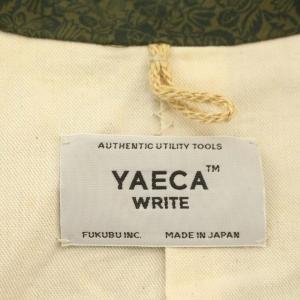 AUTHENTIC UTILITY TOOLS
YAECA™
WRITE
FUKUBU INC. MADE IN JAPAN